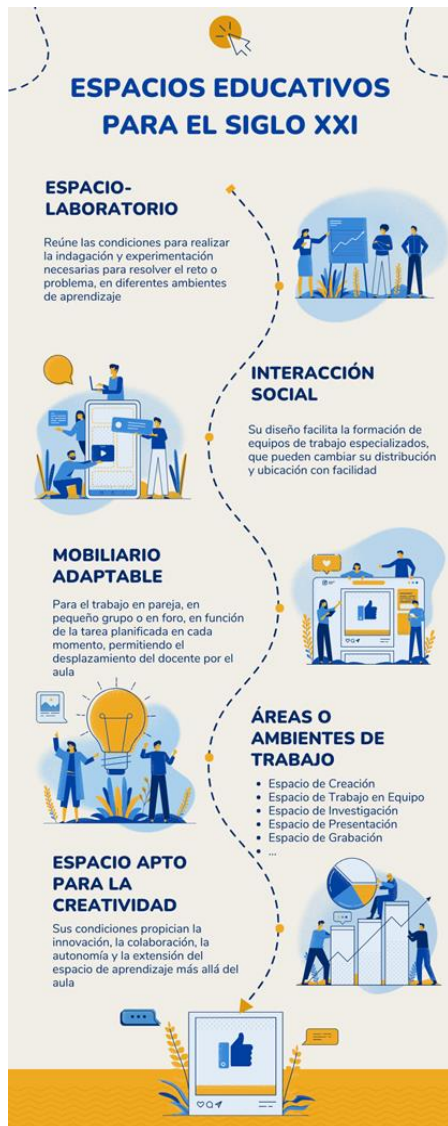 ESPACIOS EDUCATIVOS
PARA EL SIGLO XXI
ESPACIO-
LABORATORIO
Reúne las condiciones para realizar
la indagación y experimentación
necesarias para resolver el reto o
problema, en diferentes ambientes
de aprendizaje
INTERACCIÓN
SOCIAL
Su diseño facilita la formación de
equipos de trabajo especializados,
que pueden cambiar su distribución
y ubicación con facilidad
MOBILIARIO
ADAPTABLE
Para el trabajo en pareja, en
pequeño grupo o en foro, en función
de la tarea planificada en cada
momento, permitiendo el
desplazamiento del docente por el
aula
ÁREAS O
AMBIENTES DE
TRABAJO
• Espacio de Creación
• Espacio de Trabajo en Equipo
• Espacio de Investigación
• Espacio de Presentación
• Espacio de Grabación
• ...
ESPACIO APTO
PARA LA
CREATIVIDAD
Sus condiciones propician la
innovación, la colaboración, la
autonomía y la extensión del
espacio de aprendizaje más allá del
aula